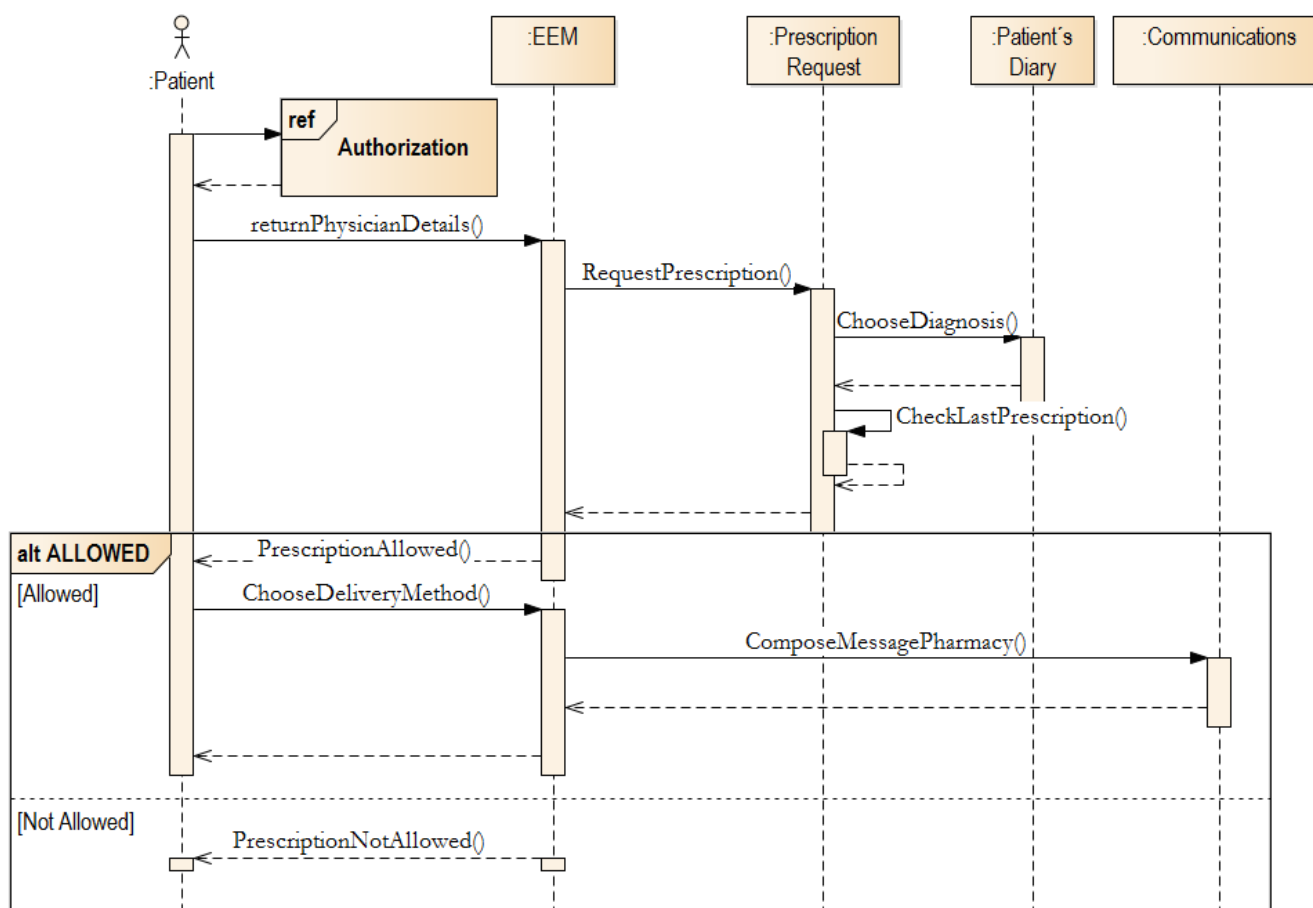 :Patient
:EEM
:Prescription
Request
:Patient´s
Diary
:Communications
ref
Authorization
returnPhysicianDetails()
RequestPrescription()
ChooseDiagnosis()
CheckLastPrescription()
alt ALLOWED
PrescriptionAllowed()
[Allowed]
ChooseDeliveryMethod()
ComposeMessagePharmacy()
[Not Allowed]
PrescriptionNotAllowed()